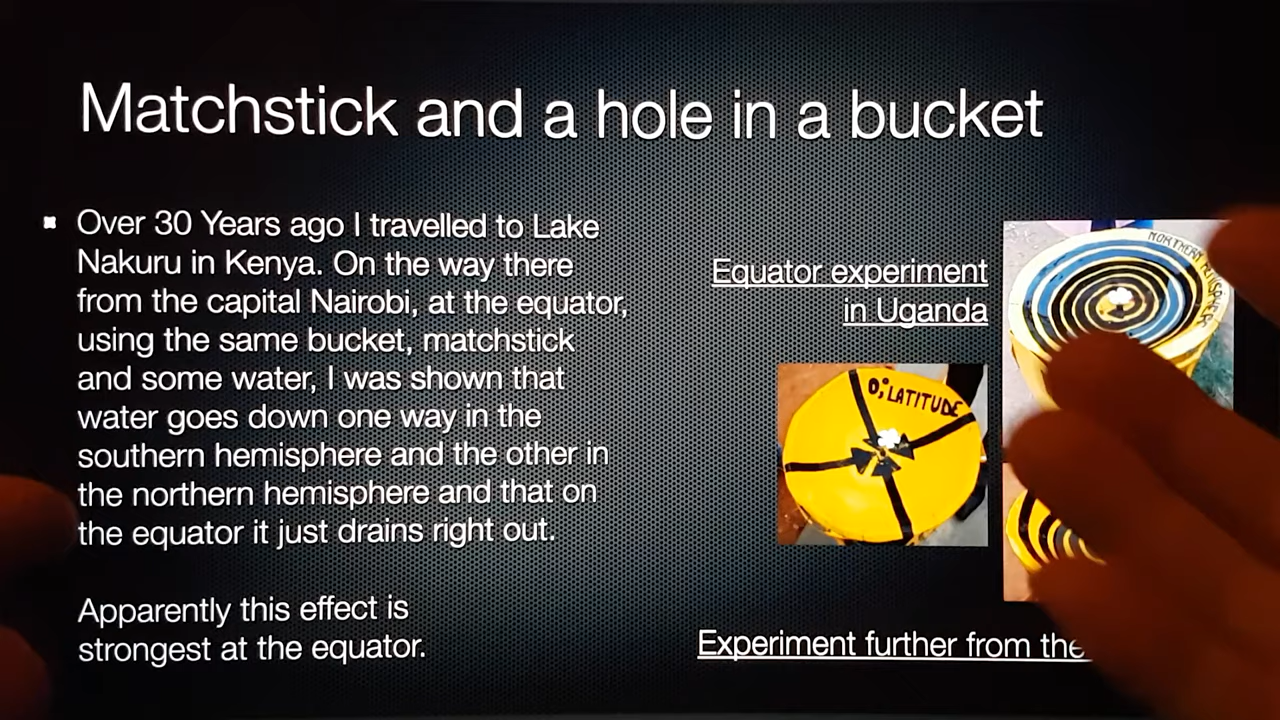 Matchstick and a hole in a bucket
Over 30 Years ago I travelled to Lake
Nakuru in Kenya. On the way there
from the capital Nairobi, at the equator,
using the same bucket, matchstick
and some water, I was shown that
water goes down one way in the
southern hemisphere and the other in
the northern hemisphere and that on
the equator it just drains right out.
Apparently this effect is
strongest at the equator.
Equator experiment
in Uganda
NORTHERN HEMISPHERE
O;LATITUDE
Experiment further from the